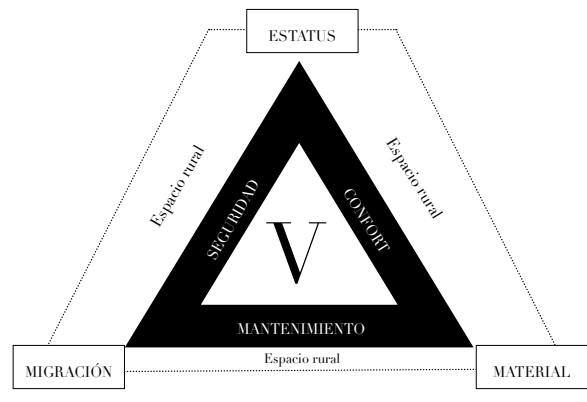 ESTATUS
Espacio rural
Espacio rural
SEGURIDAD
CONFORT
V
MANTENIMIENTO
Espacio rural
MIGRACIÓN
MATERIAL